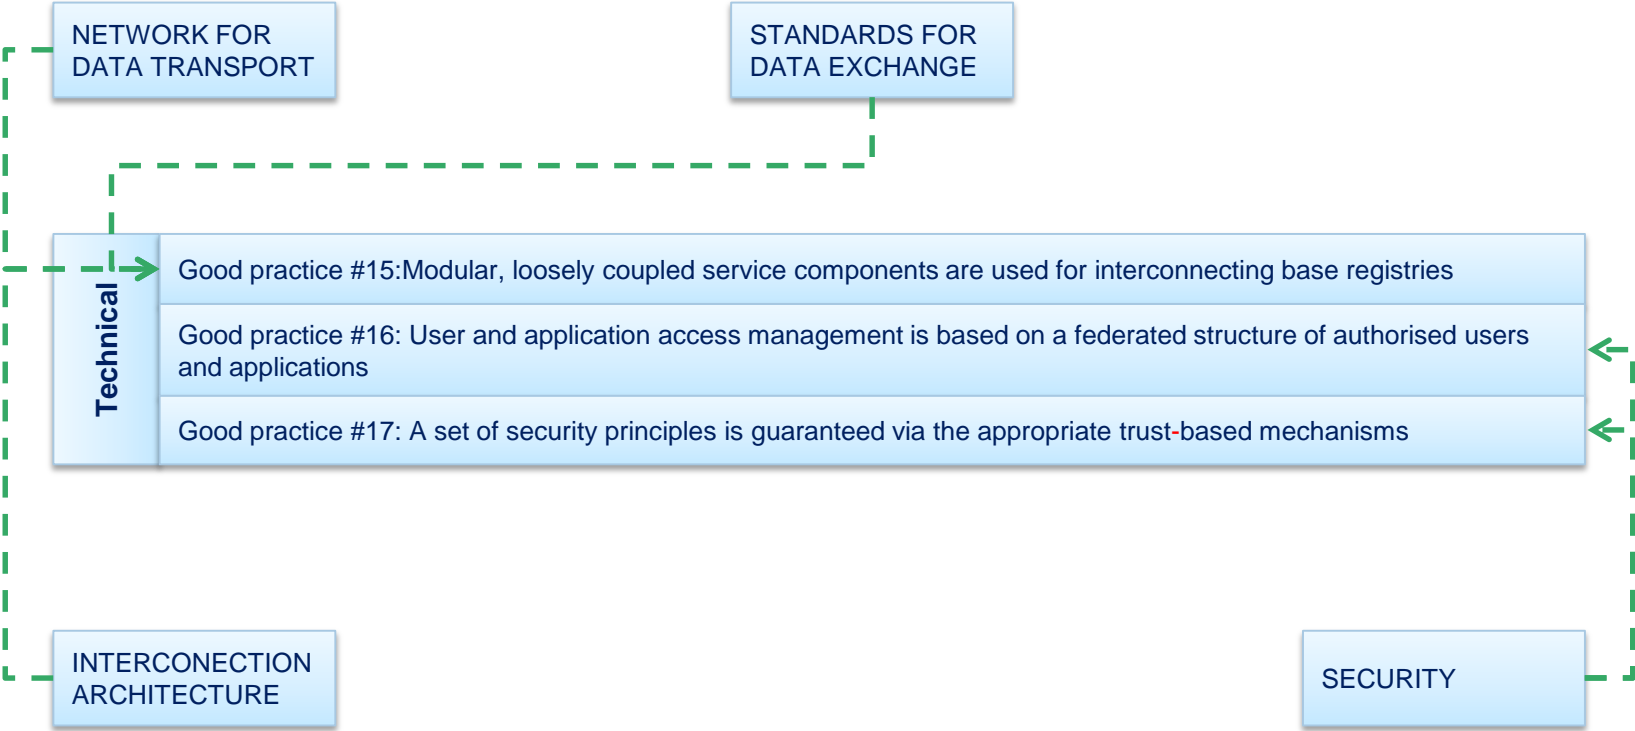 NETWORK FOR
DATA TRANSPORT
STANDARDS FOR
DATA EXCHANGE
Technical
Good practice #15:Modular, loosely coupled service components are used for interconnecting base registries
Good practice #16: User and application access management is based on a federated structure of authorised users
and applications
Good practice #17: A set of security principles is guaranteed via the appropriate trust-based mechanisms
INTERCONECTION
ARCHITECTURE
SECURITY